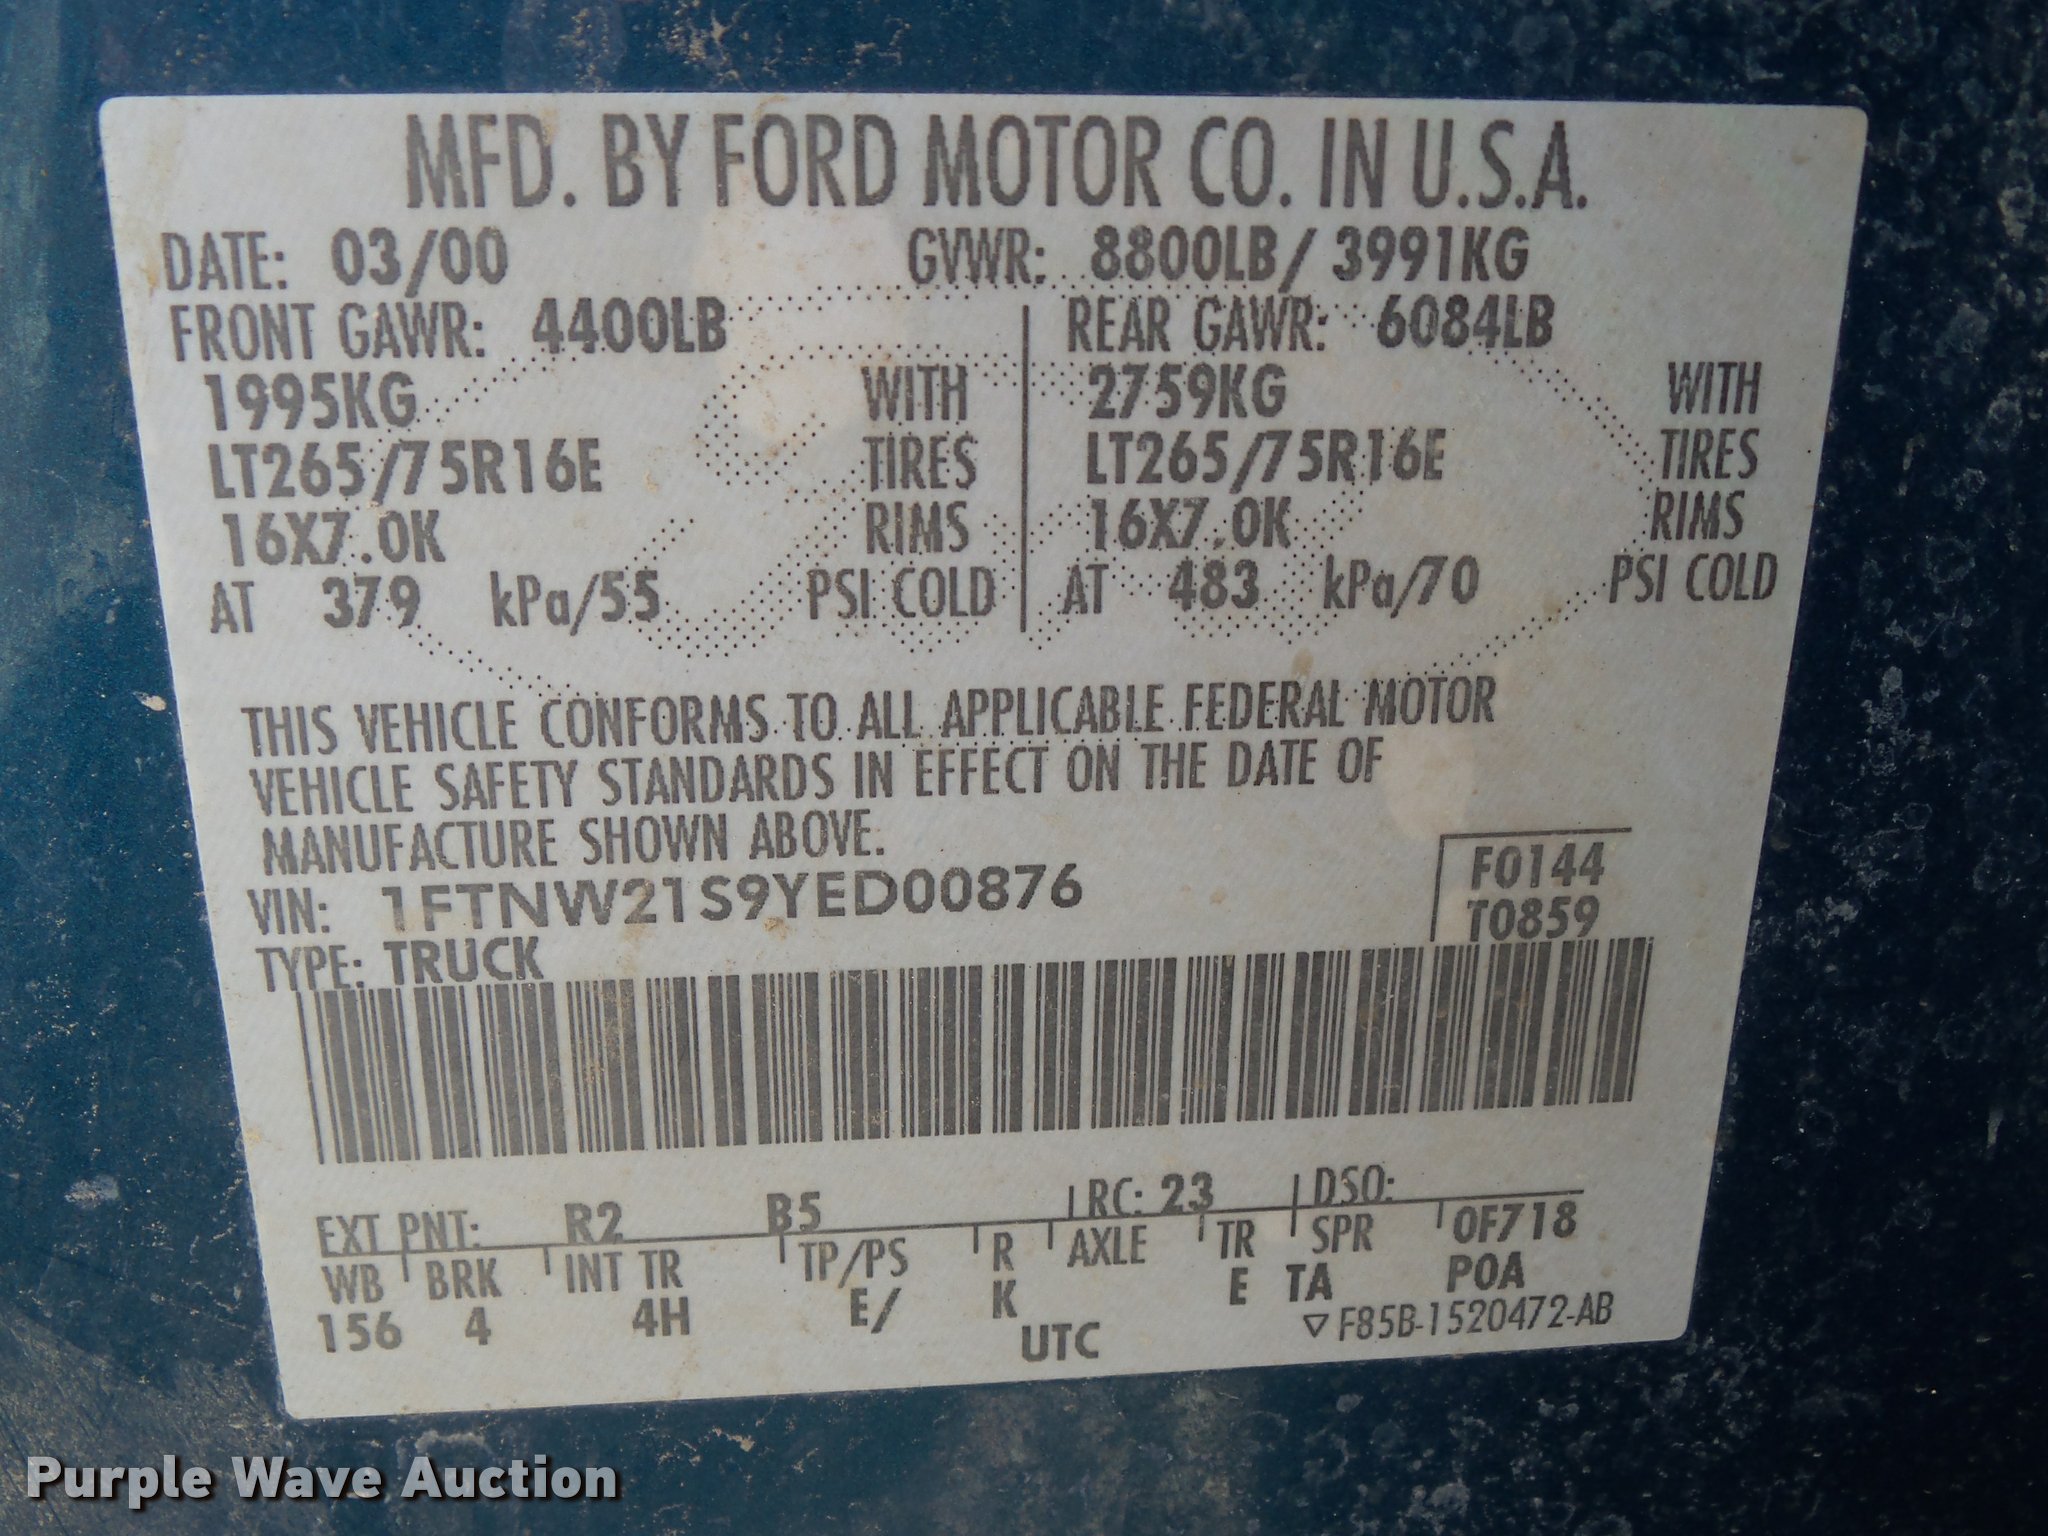 MFD. BY FORD MOTOR CO. IN U.S.A.
DATE: 03/00 GVWR: 8800LB/ 3991KG
FRONT GAWR: 4400LB REAR GAWR: 6084LB
1995KG WITH 2759KG WITH
LT265/75R16E TIRES LT265/75R16E TIRES
16X7.0K RIMS 16X7.0K RIMS
AT 379 kPa/55 PSI COLD AT 483 kPa/70 PSI COLD
THIS VEHICLE CONFORMS TO ALL APPLICABLE FEDERAL MOTOR
VEHICLE SAFETY STANDARDS IN EFFECT ON THE DATE OF
MANUFACTURE SHOWN ABOVE.
VIN: 1FTNW21S9YED00876
F0144
T0859
TYPE: TRUCK
EXT PNT: R2 B5 RC: 23 DSO:
WB BRK INT TR TP/PS R AXLE TR SPR 0F718
156 4 4H E/ K E TA POA
UTC F85B-1520472-AB
Purple Wave Auction